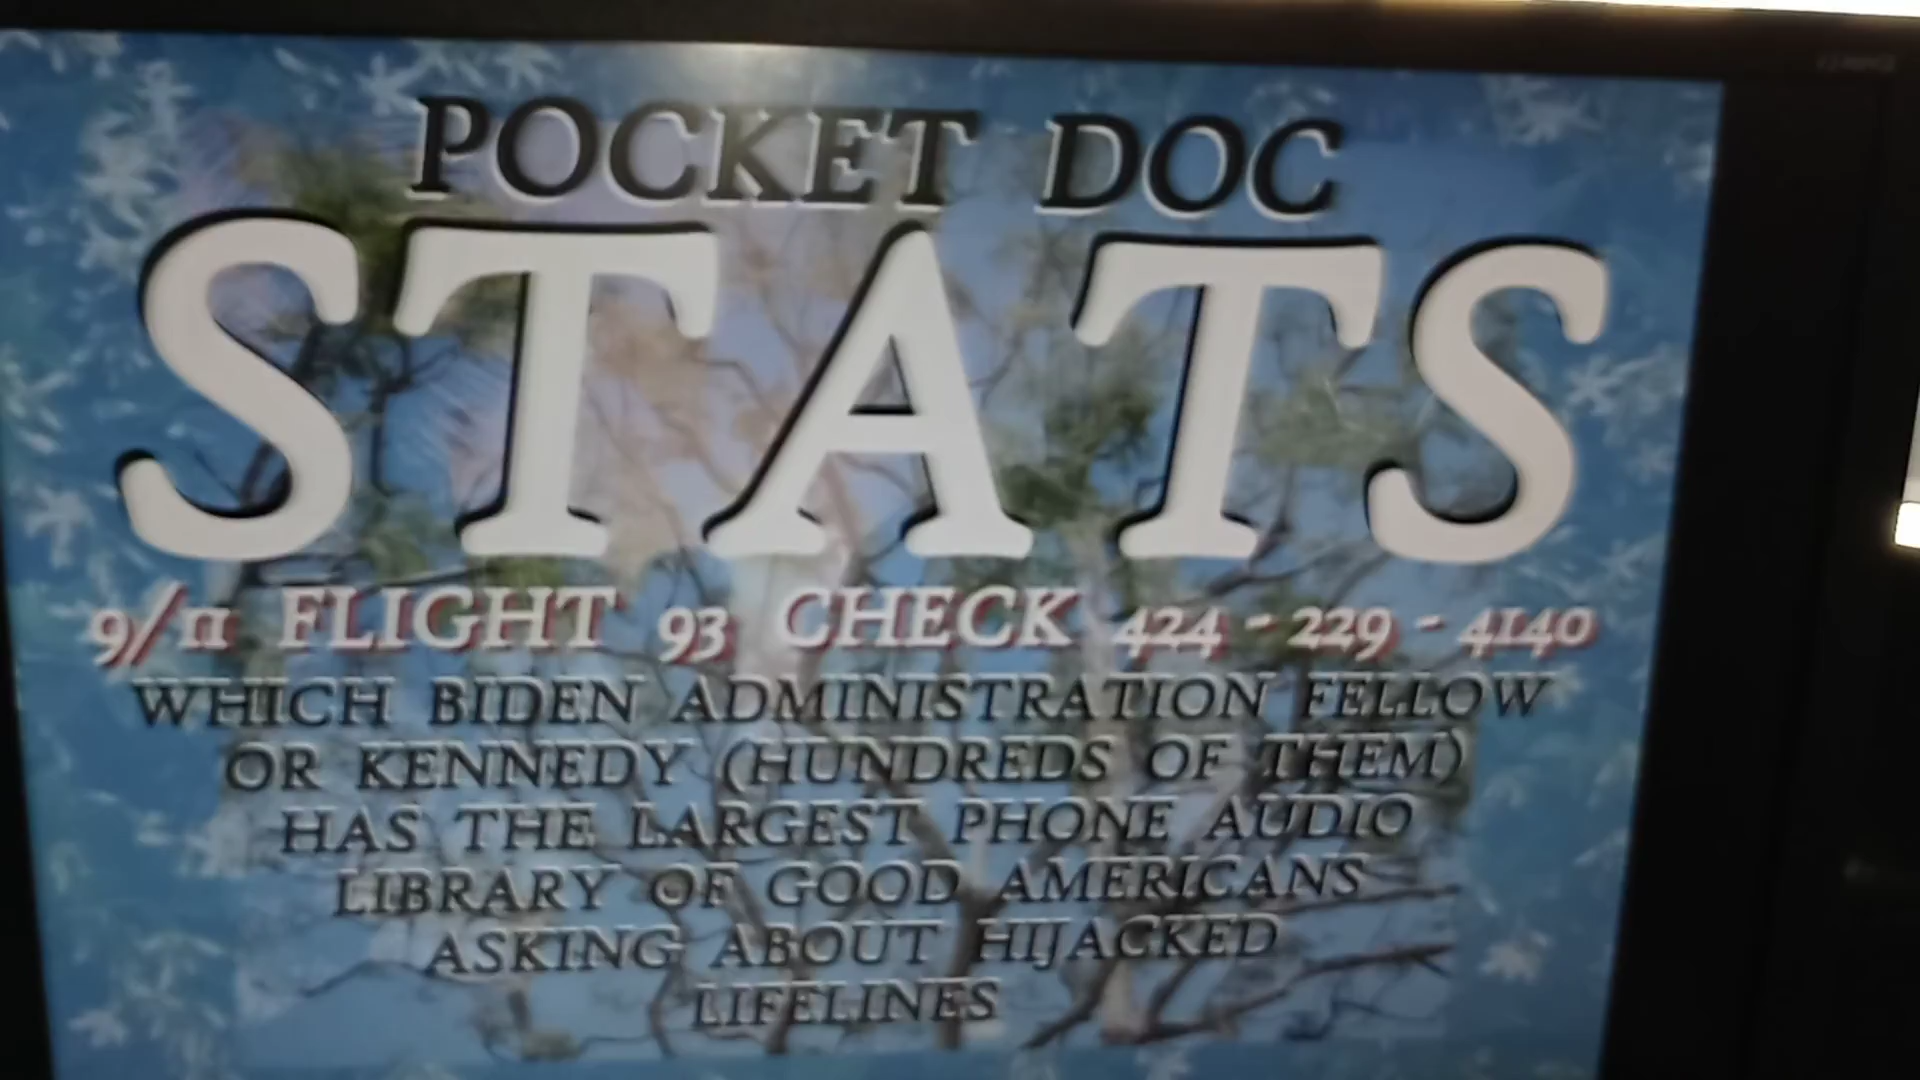 POCKET DOC
STATS
9/11 FLIGHT 93 CHECK 424 - 229 - 4140
WHICH BIDEN ADMINISTRATION FELLOW
OR KENNEDY (HUNDREDS OF THEM)
HAS THE LARGEST PHONE AUDIO
LIBRARY OF GOOD AMERICANS
ASKING ABOUT HIJACKED
LIFELINES